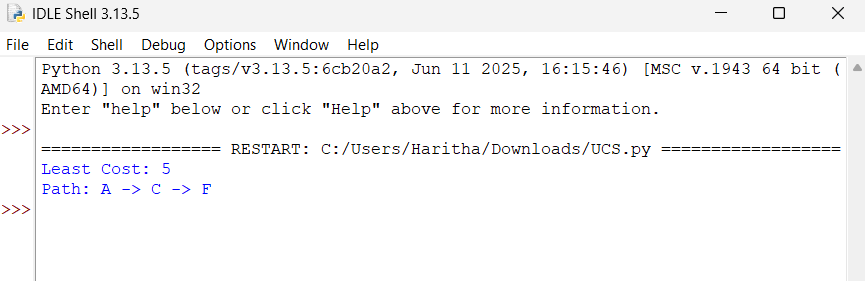 IDLE Shell 3.13.5
File Edit Shell Debug Options Window Help
Python 3.13.5 (tags/v3.13.5:6cb20a2, Jun 11 2025, 16:15:46) [MSC v.1943 64 bit (
AMD64)] on win32
Enter "help" below or click "Help" above for more information.
>>>
================== RESTART: C:/Users/Haritha/Downloads/UCS.py ==================
Least Cost: 5
Path: A -> C -> F
>>>